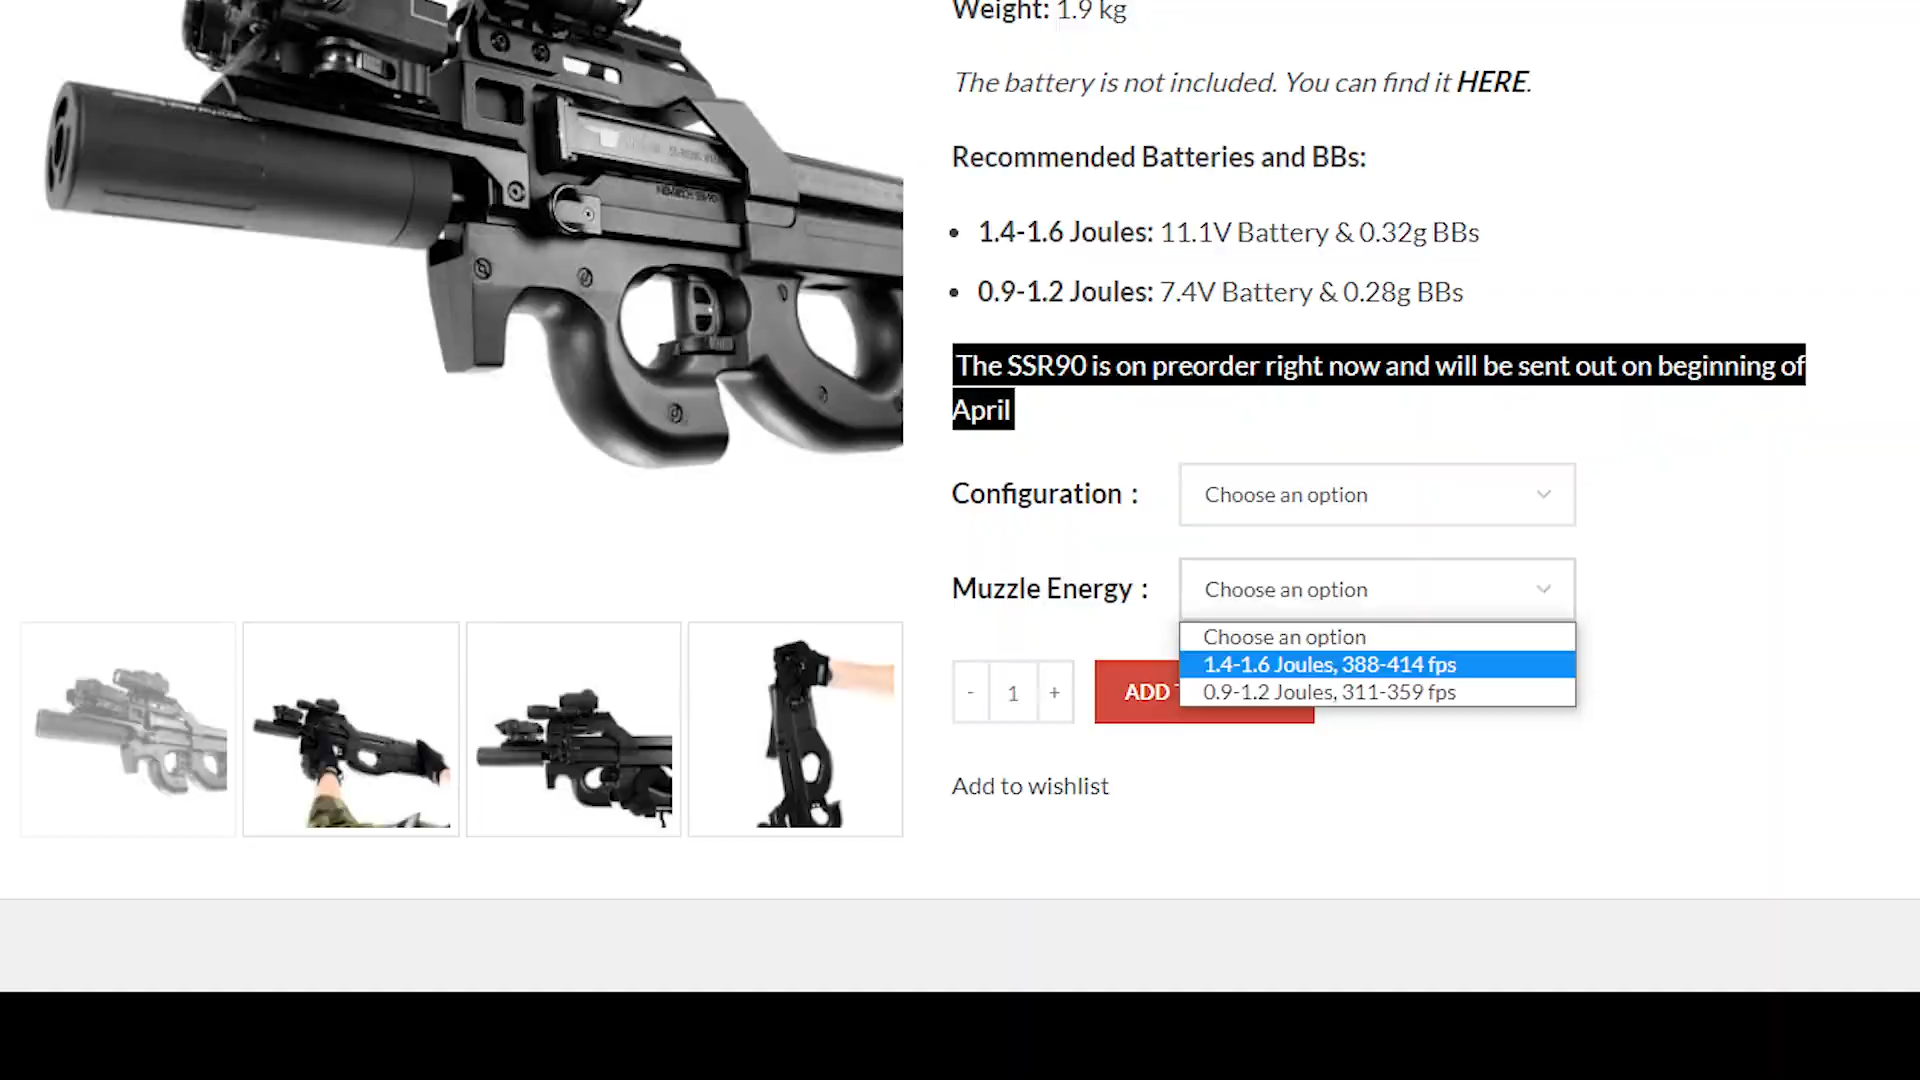 Weight: 1.9 kg
The battery is not included. You can find it HERE.
Recommended Batteries and BBs:
• 1.4-1.6 Joules: 11.1V Battery & 0.32g BBs
• 0.9-1.2 Joules: 7.4V Battery & 0.28g BBs
The SSR90 is on preorder right now and will be sent out on beginning of
April
Configuration :
Choose an option
Muzzle Energy :
Choose an option
Choose an option
1.4-1.6 Joules, 388-414 fps
0.9-1.2 Joules, 311-359 fps
- 1 +
ADD
Add to wishlist